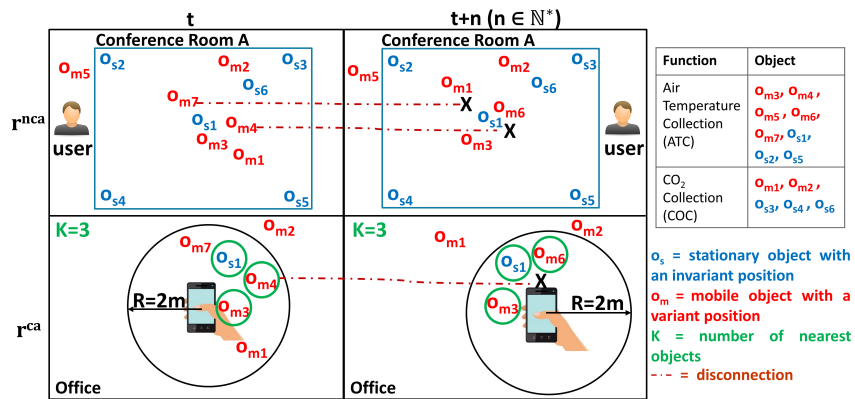 t
t+n (n ∈ ℕ*)
r^nca
Conference Room A
o_s2
o_m2
o_s3
o_m5
o_s6
o_m7
o_s1
o_m4
o_m3
o_m1
user
o_s4
o_s5
Conference Room A
o_s2
o_m2
o_s3
o_m5
o_m1
o_s6
X
o_m6
o_s1
X
o_m3
user
o_s4
o_s5
r^ca
K=3
o_m2
o_m7
o_s1
o_m4
R=2m
o_m3
o_m1
Office
K=3
o_m2
o_m1
o_m6
o_s1
X
o_m3
R=2m
Office
Function Object
Air Temperature Collection (ATC)
o_m3, o_m4 ,
o_m5 , o_m6,
o_m7, o_s1,
o_s2, o_s5
CO₂ Collection (COC)
o_m1, o_m2 ,
o_s3, o_s4 , o_s6
o_s = stationary object with
an invariant position
o_m = mobile object with a
variant position
K = number of nearest
objects
= disconnection